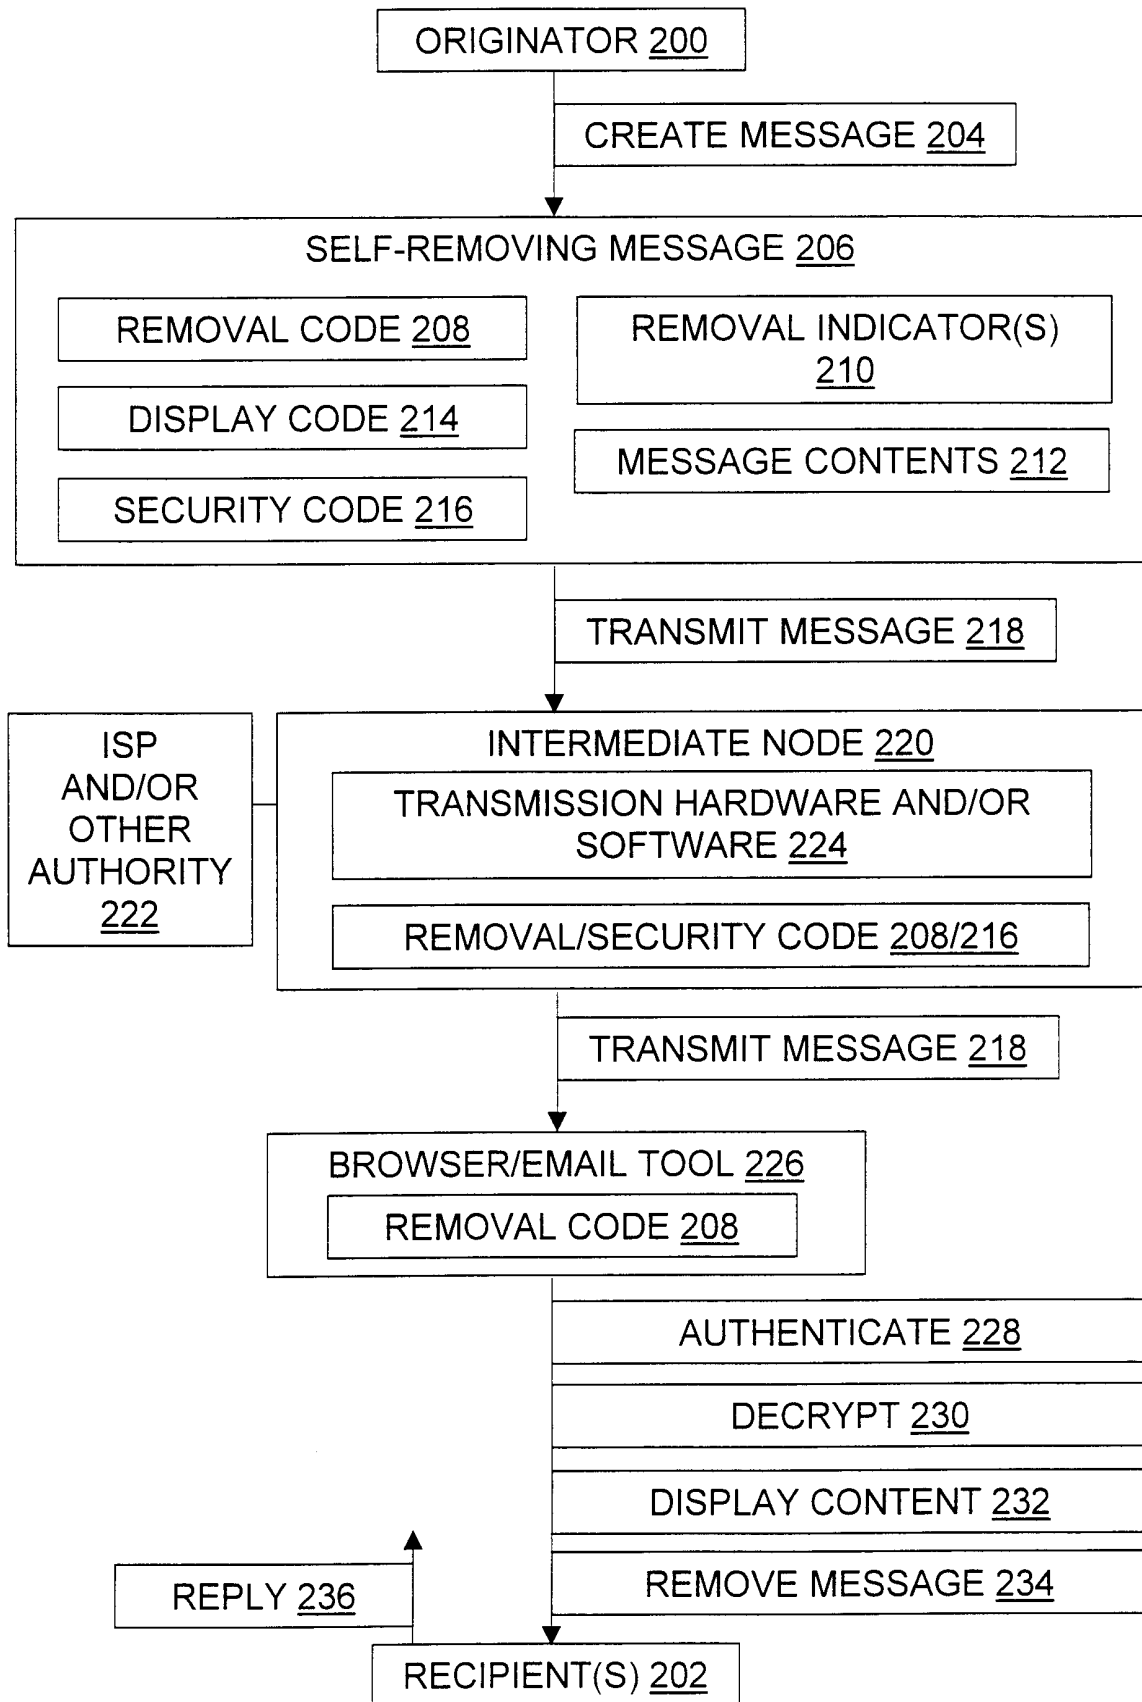 ORIGINATOR 200
CREATE MESSAGE 204
SELF-REMOVING MESSAGE 206
REMOVAL CODE 208
REMOVAL INDICATOR(S)
210
DISPLAY CODE 214
MESSAGE CONTENTS 212
SECURITY CODE 216
TRANSMIT MESSAGE 218
ISP
AND/OR
OTHER
AUTHORITY
222
INTERMEDIATE NODE 220
TRANSMISSION HARDWARE AND/OR
SOFTWARE 224
REMOVAL/SECURITY CODE 208/216
TRANSMIT MESSAGE 218
BROWSER/EMAIL TOOL 226
REMOVAL CODE 208
AUTHENTICATE 228
DECRYPT 230
DISPLAY CONTENT 232
REMOVE MESSAGE 234
REPLY 236
RECIPIENT(S) 202